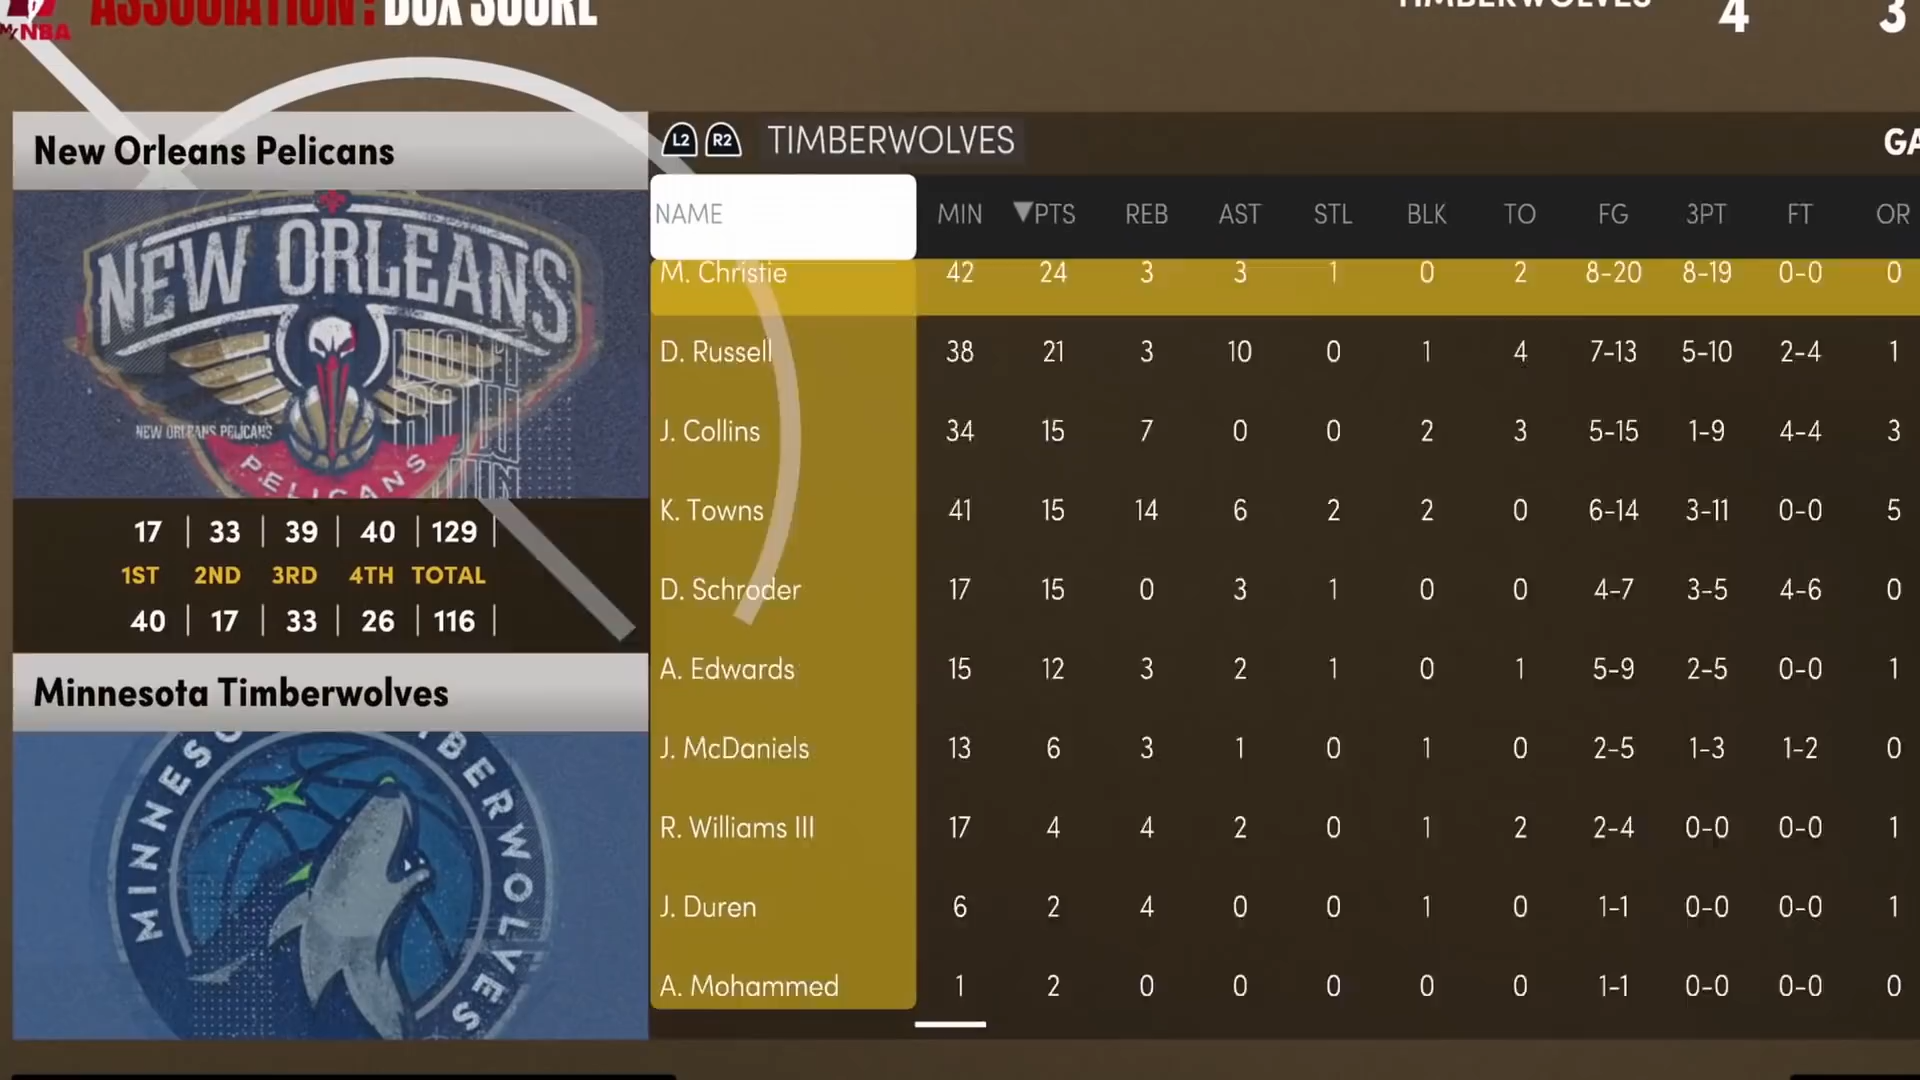 MyNBA ASSOCIATION: BOX SCORE
TIMBERWOLVES 4 3
New Orleans Pelicans
NEW ORLEANS
NEW ORLEANS PELICANS
PELICANS
17 | 33 | 39 | 40 | 129 |
1ST 2ND 3RD 4TH TOTAL
40 | 17 | 33 | 26 | 116 |
Minnesota Timberwolves
L2 R2 TIMBERWOLVES GA
NAME MIN ▼PTS REB AST STL BLK TO FG 3PT FT OR
M. Christie 42 24 3 3 1 0 2 8-20 8-19 0-0 0
D. Russell 38 21 3 10 0 1 4 7-13 5-10 2-4 1
J. Collins 34 15 7 0 0 2 3 5-15 1-9 4-4 3
K. Towns 41 15 14 6 2 2 0 6-14 3-11 0-0 5
D. Schroder 17 15 0 3 1 0 0 4-7 3-5 4-6 0
A. Edwards 15 12 3 2 1 0 1 5-9 2-5 0-0 1
J. McDaniels 13 6 3 1 0 1 0 2-5 1-3 1-2 0
R. Williams III 17 4 4 2 0 1 2 2-4 0-0 0-0 1
J. Duren 6 2 4 0 0 1 0 1-1 0-0 0-0 1
A. Mohammed 1 2 0 0 0 0 0 1-1 0-0 0-0 0